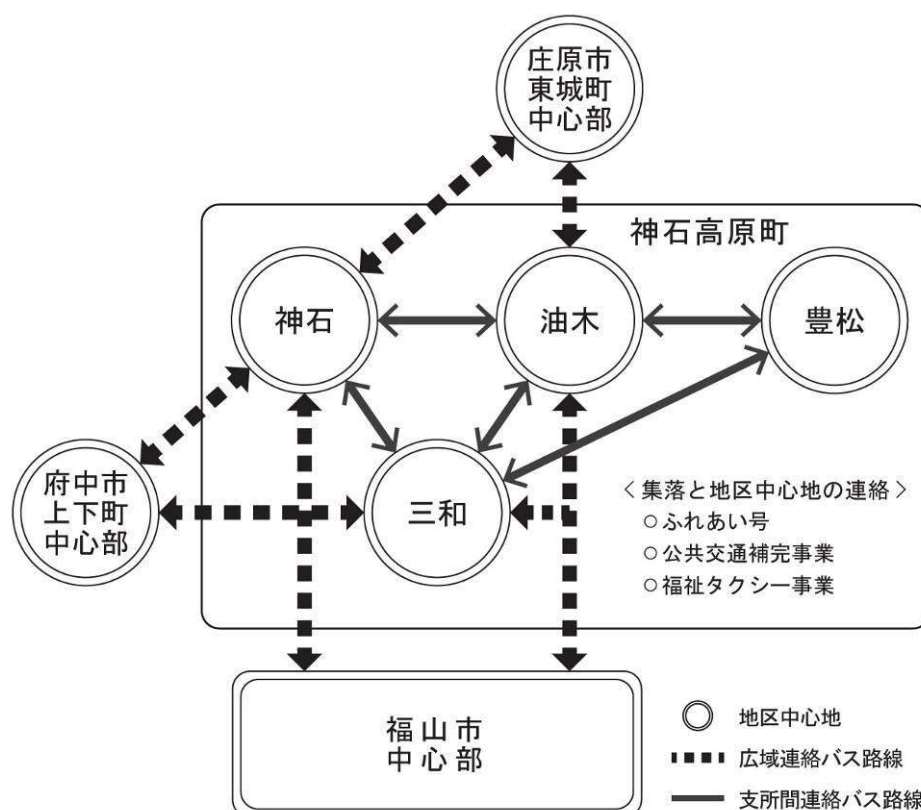 庄原市
東城町
中心部
神石高原町
神石
油木
豊松
府中市
上下町
中心部
三和
<集落と地区中心地の連絡>
○ふれあい号
○公共交通補完事業
○福祉タクシー事業
福山市
中心部
地区中心地
広域連絡バス路線
支所間連絡バス路線